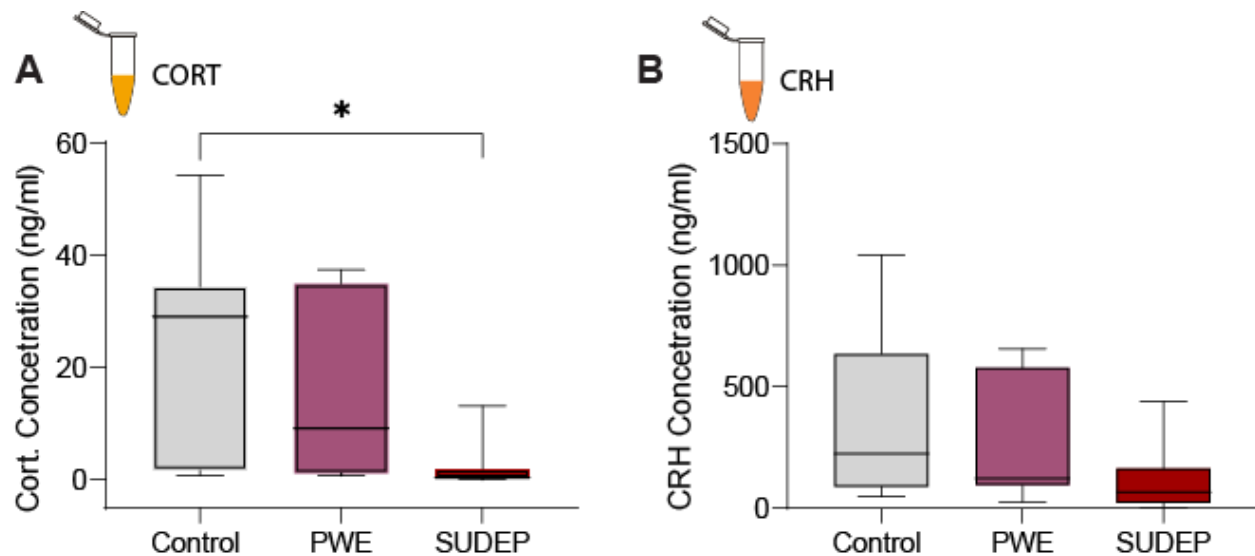 A
CORT
*
Cort. Concetration (ng/ml)
60
40
20
0
Control
PWE
SUDEP
B
CRH
CRH Concetration (ng/ml)
1500
1000
500
0
Control
PWE
SUDEP